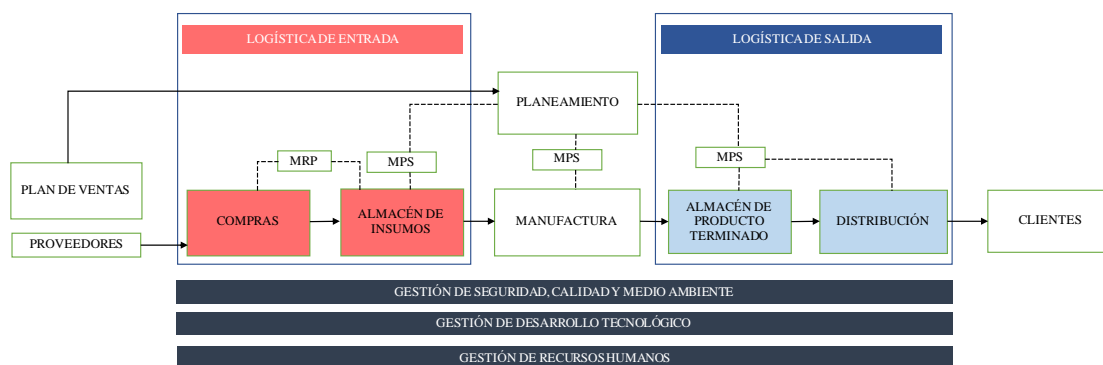 LOGÍSTICA DE ENTRADA
LOGÍSTICA DE SALIDA
PLANEAMIENTO
MRP
MPS
MPS
MPS
PLAN DE VENTAS
PROVEEDORES
COMPRAS
ALMACÉN DE
INSUMOS
MANUFACTURA
ALMACÉN DE
PRODUCTO
TERMINADO
DISTRIBUCIÓN
CLIENTES
GESTIÓN DE SEGURIDAD, CALIDAD Y MEDIO AMBIENTE
GESTIÓN DE DESARROLLO TECNOLÓGICO
GESTIÓN DE RECURSOS HUMANOS